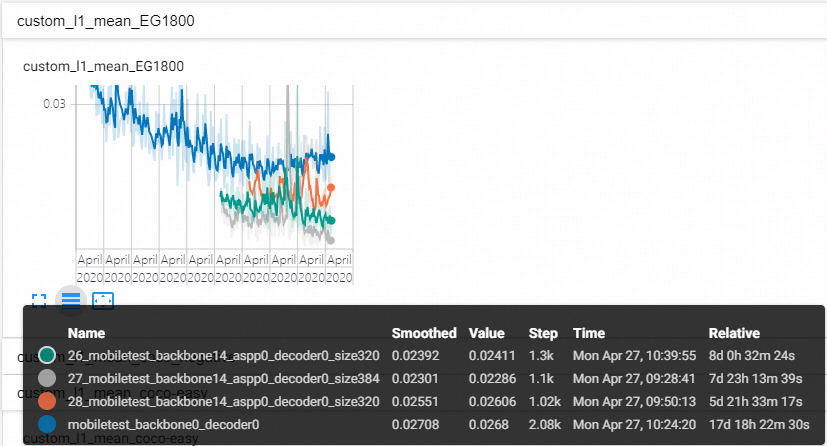 custom_l1_mean_EG1800
custom_l1_mean_EG1800
0.03
April April April April April April April April April April
2020 2020 2020 2020 2020 2020 2020 2020 2020 2020
Name Smoothed Value Step Time Relative
26_mobiletest_backbone14_aspp0_decoder0_size320 0.02392 0.02411 1.3k Mon Apr 27, 10:39:55 8d 0h 32m 24s
27_mobiletest_backbone14_aspp0_decoder0_size384 0.02301 0.02286 1.1k Mon Apr 27, 09:28:41 7d 23h 13m 39s
28_mobiletest_backbone14_aspp0_decoder0_size320 0.02551 0.02606 1.02k Mon Apr 27, 09:50:13 5d 21h 33m 17s
mobiletest_backbone0_decoder0 0.02708 0.0268 2.08k Mon Apr 27, 10:24:20 17d 18h 22m 30s
custom_l1_mean_coco-easy